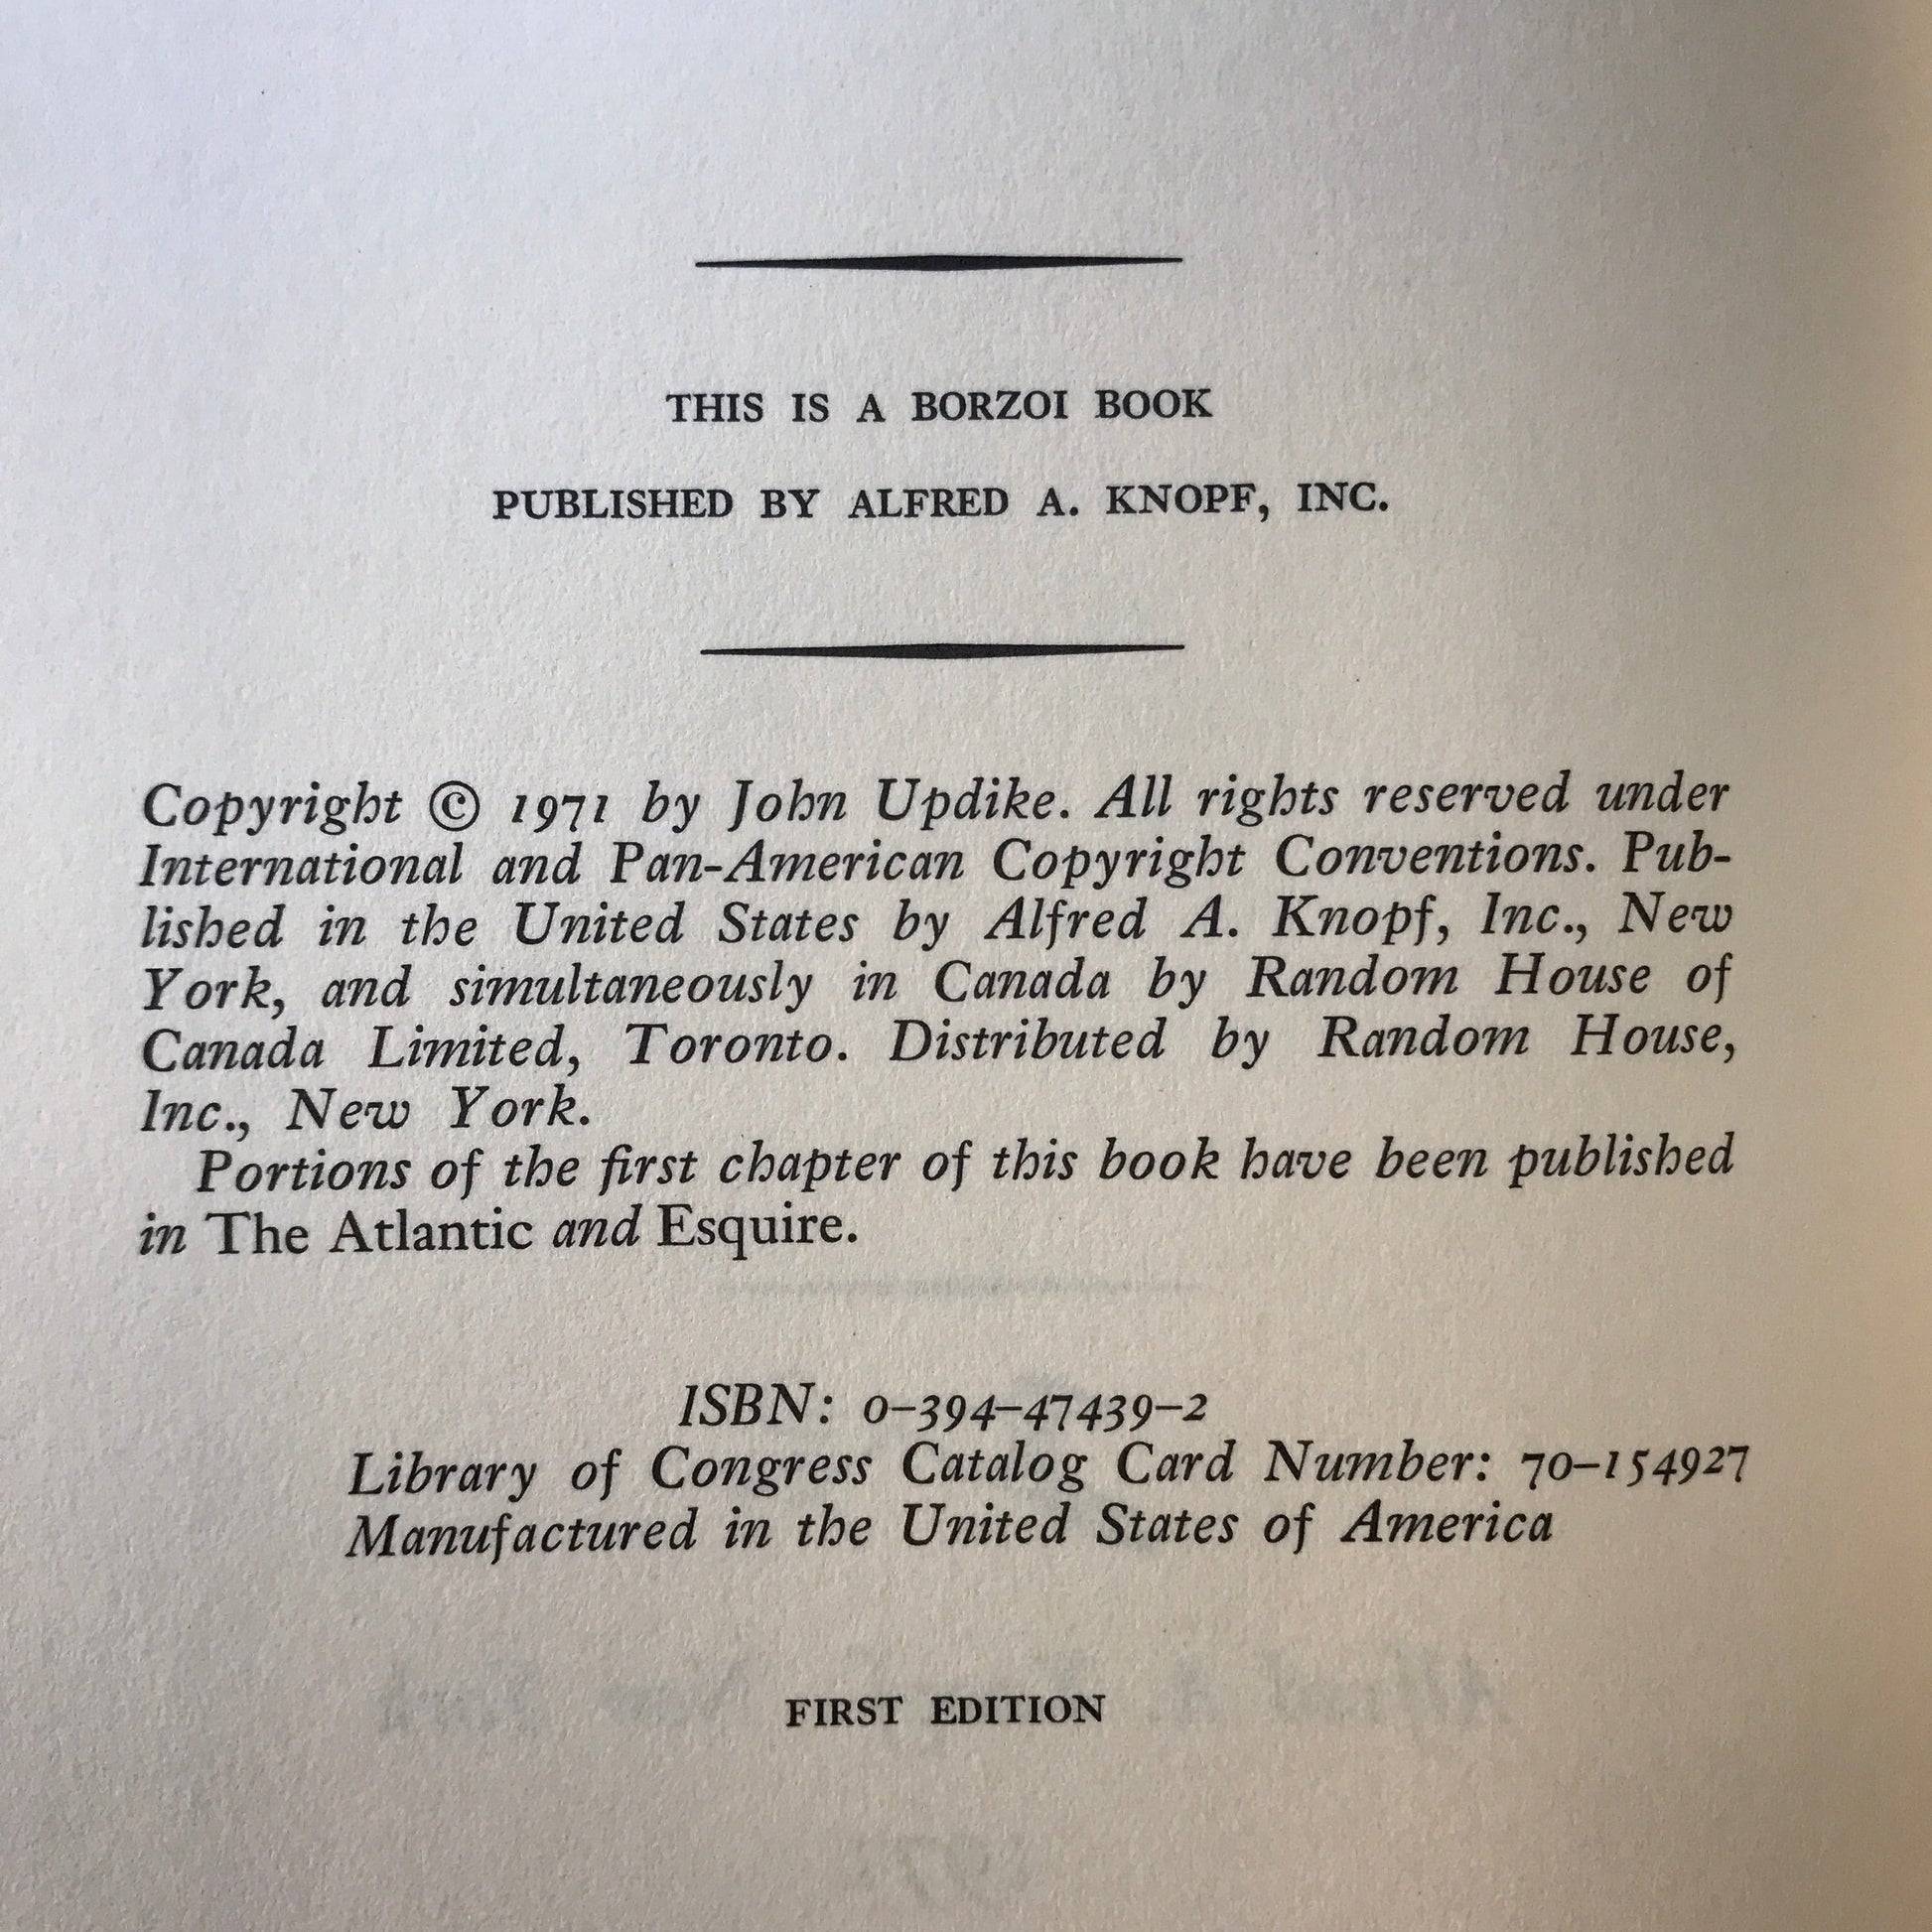 THIS IS A BORZOI BOOK
PUBLISHED BY ALFRED A. KNOPF, INC.
Copyright © 1971 by John Updike. All rights reserved under
International and Pan-American Copyright Conventions. Pub-
lished in the United States by Alfred A. Knopf, Inc., New
York, and simultaneously in Canada by Random House of
Canada Limited, Toronto. Distributed by Random House,
Inc., New York.
Portions of the first chapter of this book have been published
in The Atlantic and Esquire.
ISBN: 0–394–47439–2
Library of Congress Catalog Card Number: 70–154927
Manufactured in the United States of America
FIRST EDITION